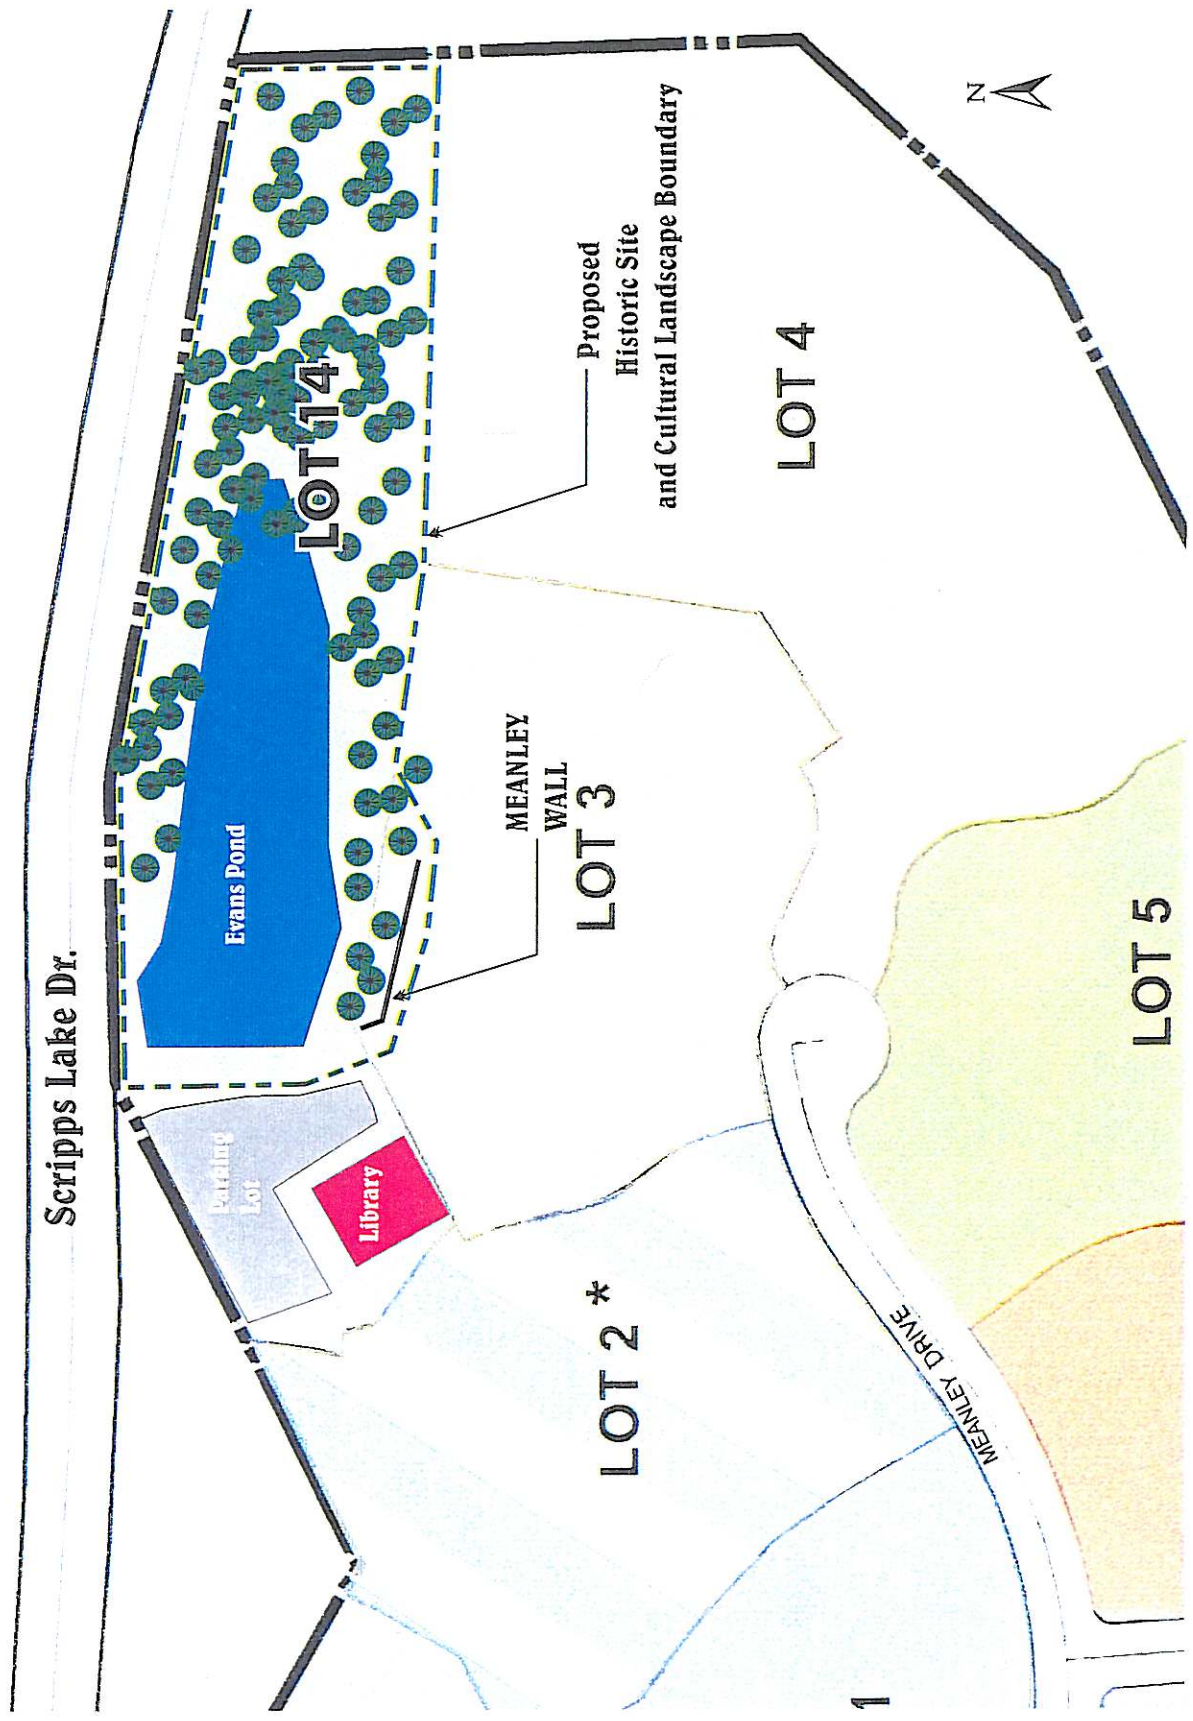 Scripps Lake Dr.
Parking
Lot
Library
Evans Pond
LOT 14
N
Proposed
Historic Site
and Cultural Landscape Boundary
MEANLEY
WALL
LOT 3
LOT 4
LOT 2 *
MEANLEY DRIVE
LOT 5
1